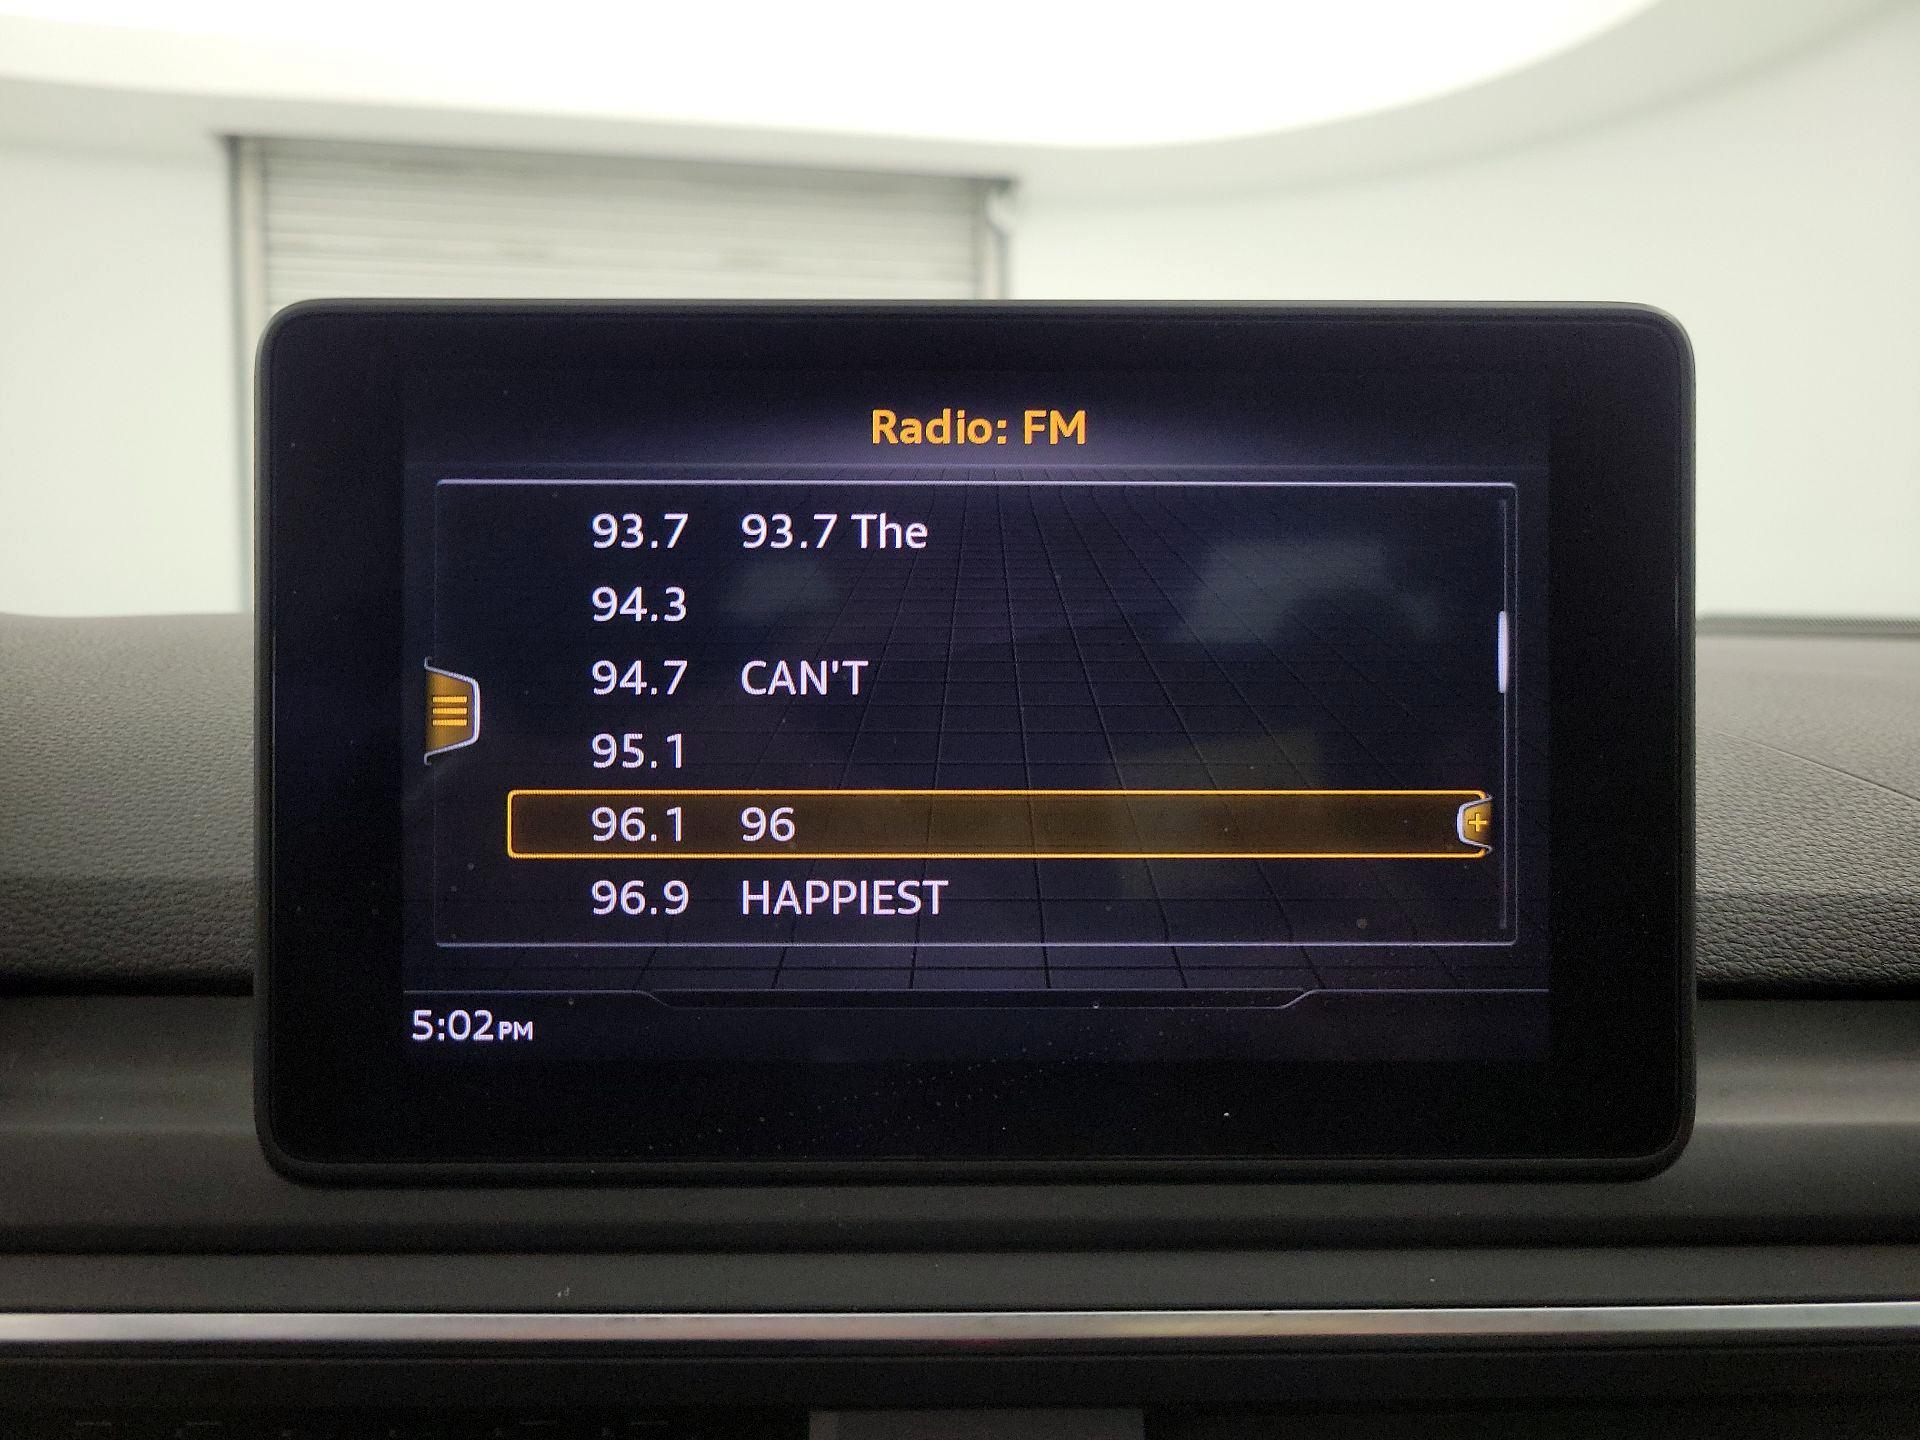 Radio: FM
93.7 93.7 The
94.3
94.7 CAN'T
95.1
96.1 96
96.9 HAPPIEST
5:02PM